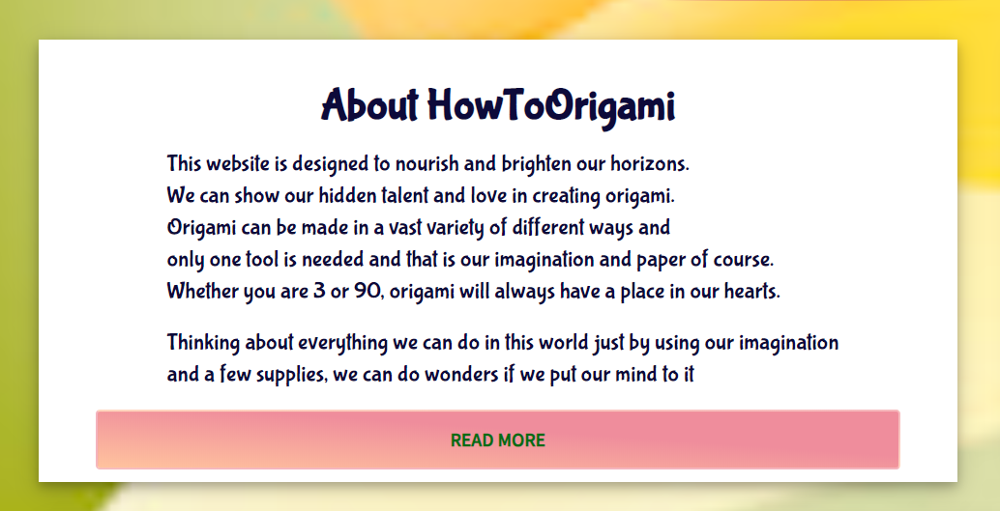 About HowToOrigami
This website is designed to nourish and brighten our horizons.
We can show our hidden talent and love in creating origami.
Origami can be made in a vast variety of different ways and
only one tool is needed and that is our imagination and paper of course.
Whether you are 3 or 90, origami will always have a place in our hearts.
Thinking about everything we can do in this world just by using our imagination
and a few supplies, we can do wonders if we put our mind to it
READ MORE